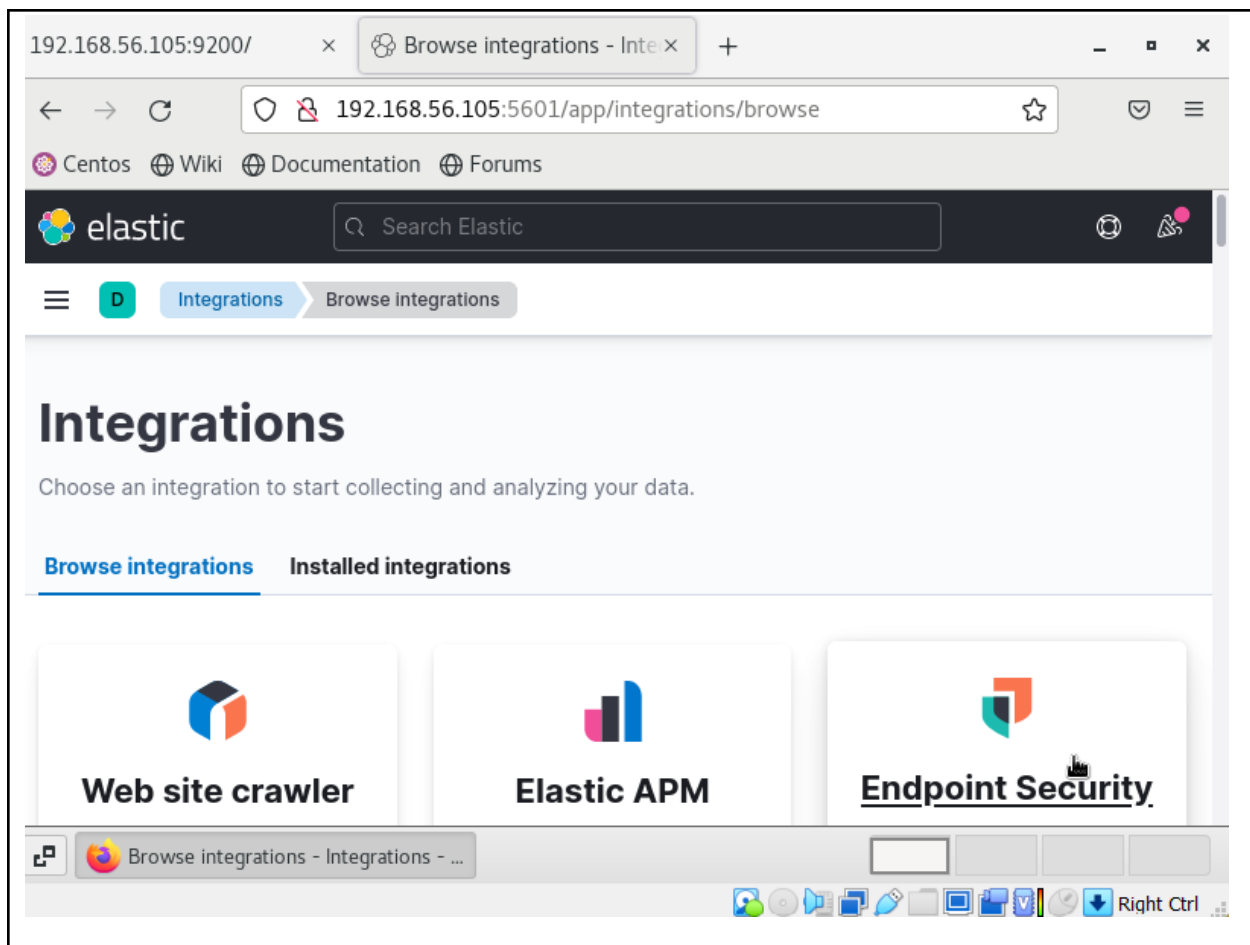 192.168.56.105:9200/
Browse integrations - Inte
192.168.56.105:5601/app/integrations/browse
Centos Wiki Documentation Forums
elastic Search Elastic
D Integrations Browse integrations
Integrations
Choose an integration to start collecting and analyzing your data.
Browse integrations Installed integrations
Web site crawler Elastic APM Endpoint Security
Browse integrations - Integrations - ...
Right Ctrl